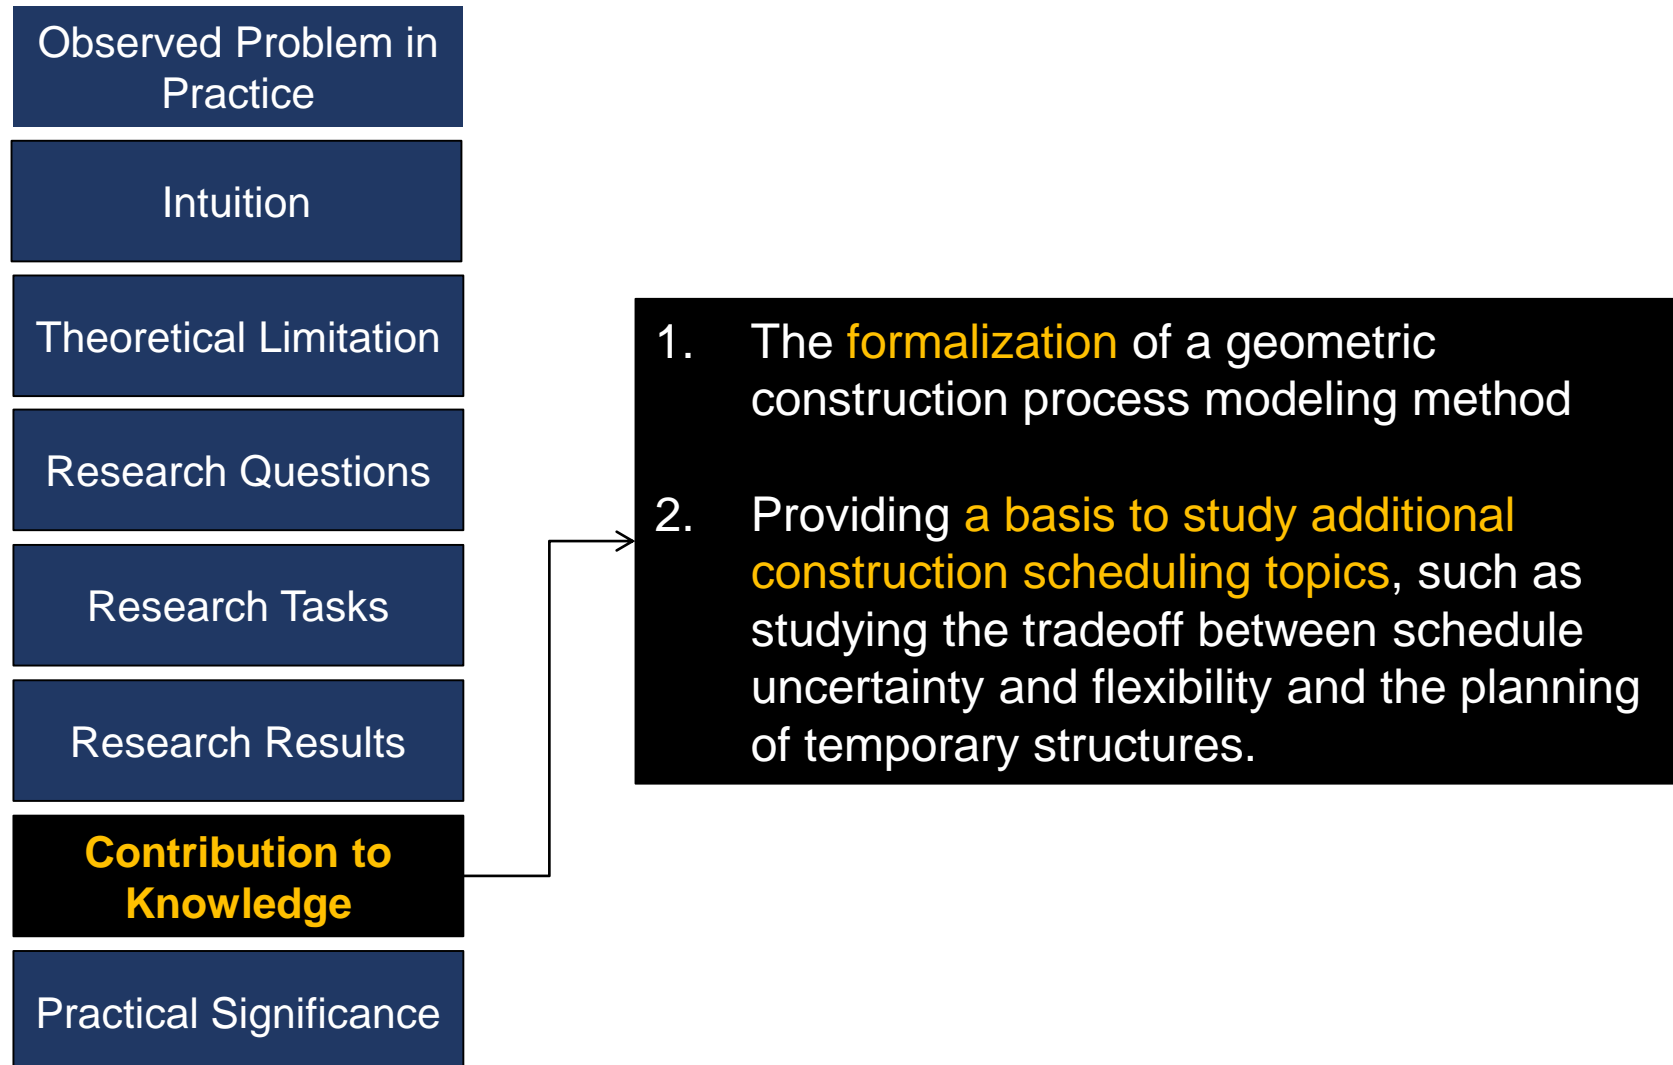 Observed Problem in
Practice
Intuition
Theoretical Limitation
Research Questions
Research Tasks
Research Results
Contribution to
Knowledge
Practical Significance
1. The formalization of a geometric
construction process modeling method
2. Providing a basis to study additional
construction scheduling topics, such as
studying the tradeoff between schedule
uncertainty and flexibility and the planning
of temporary structures.